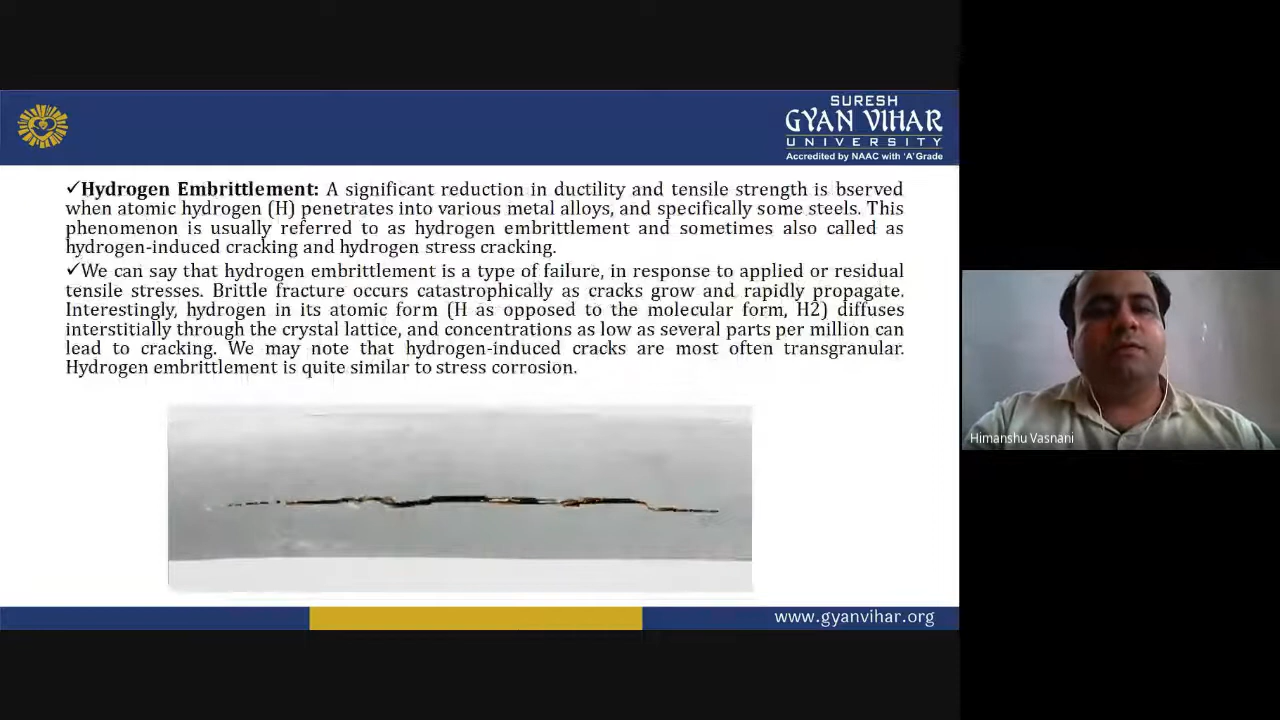 SURESH
GYAN VIHAR
UNIVERSITY
Accredited by NAAC with 'A' Grade
✓Hydrogen Embrittlement: A significant reduction in ductility and tensile strength is bserved
when atomic hydrogen (H) penetrates into various metal alloys, and specifically some steels. This
phenomenon is usually referred to as hydrogen embrittlement and sometimes also called as
hydrogen-induced cracking and hydrogen stress cracking.
✓We can say that hydrogen embrittlement is a type of failure, in response to applied or residual
tensile stresses. Brittle fracture occurs catastrophically as cracks grow and rapidly propagate.
Interestingly, hydrogen in its atomic form (H as opposed to the molecular form, H2) diffuses
interstitially through the crystal lattice, and concentrations as low as several parts per million can
lead to cracking. We may note that hydrogen-induced cracks are most often transgranular.
Hydrogen embrittlement is quite similar to stress corrosion.
Himanshu Vasnani
www.gyanvihar.org